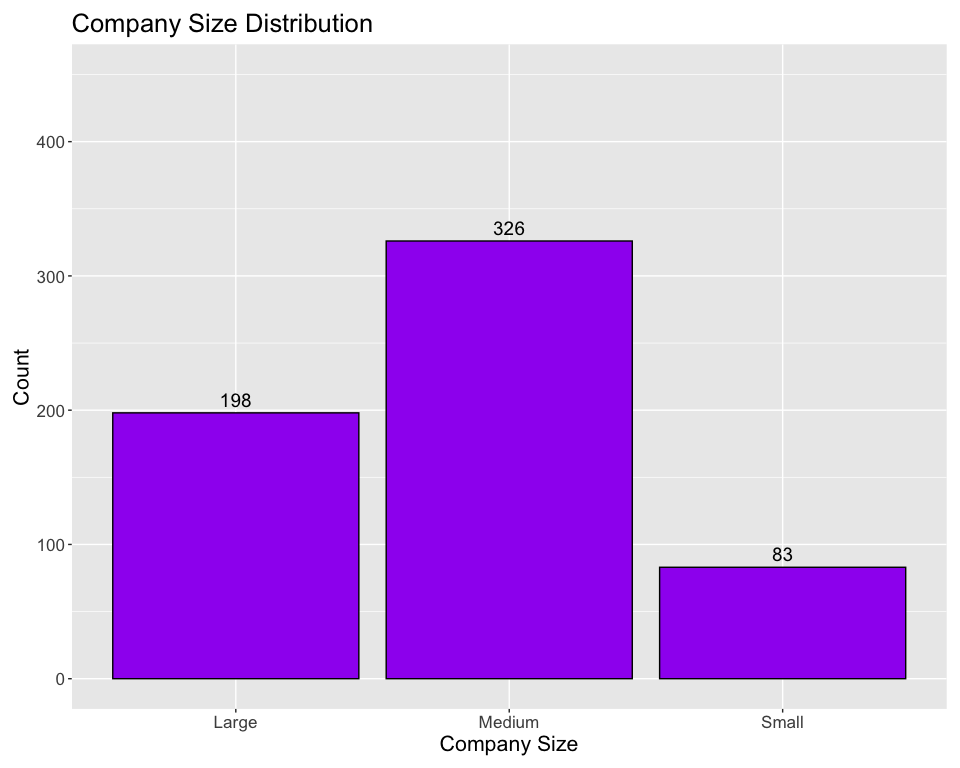 Company Size Distribution
400
300
200
100
0
Count
326
198
83
Large
Medium
Small
Company Size